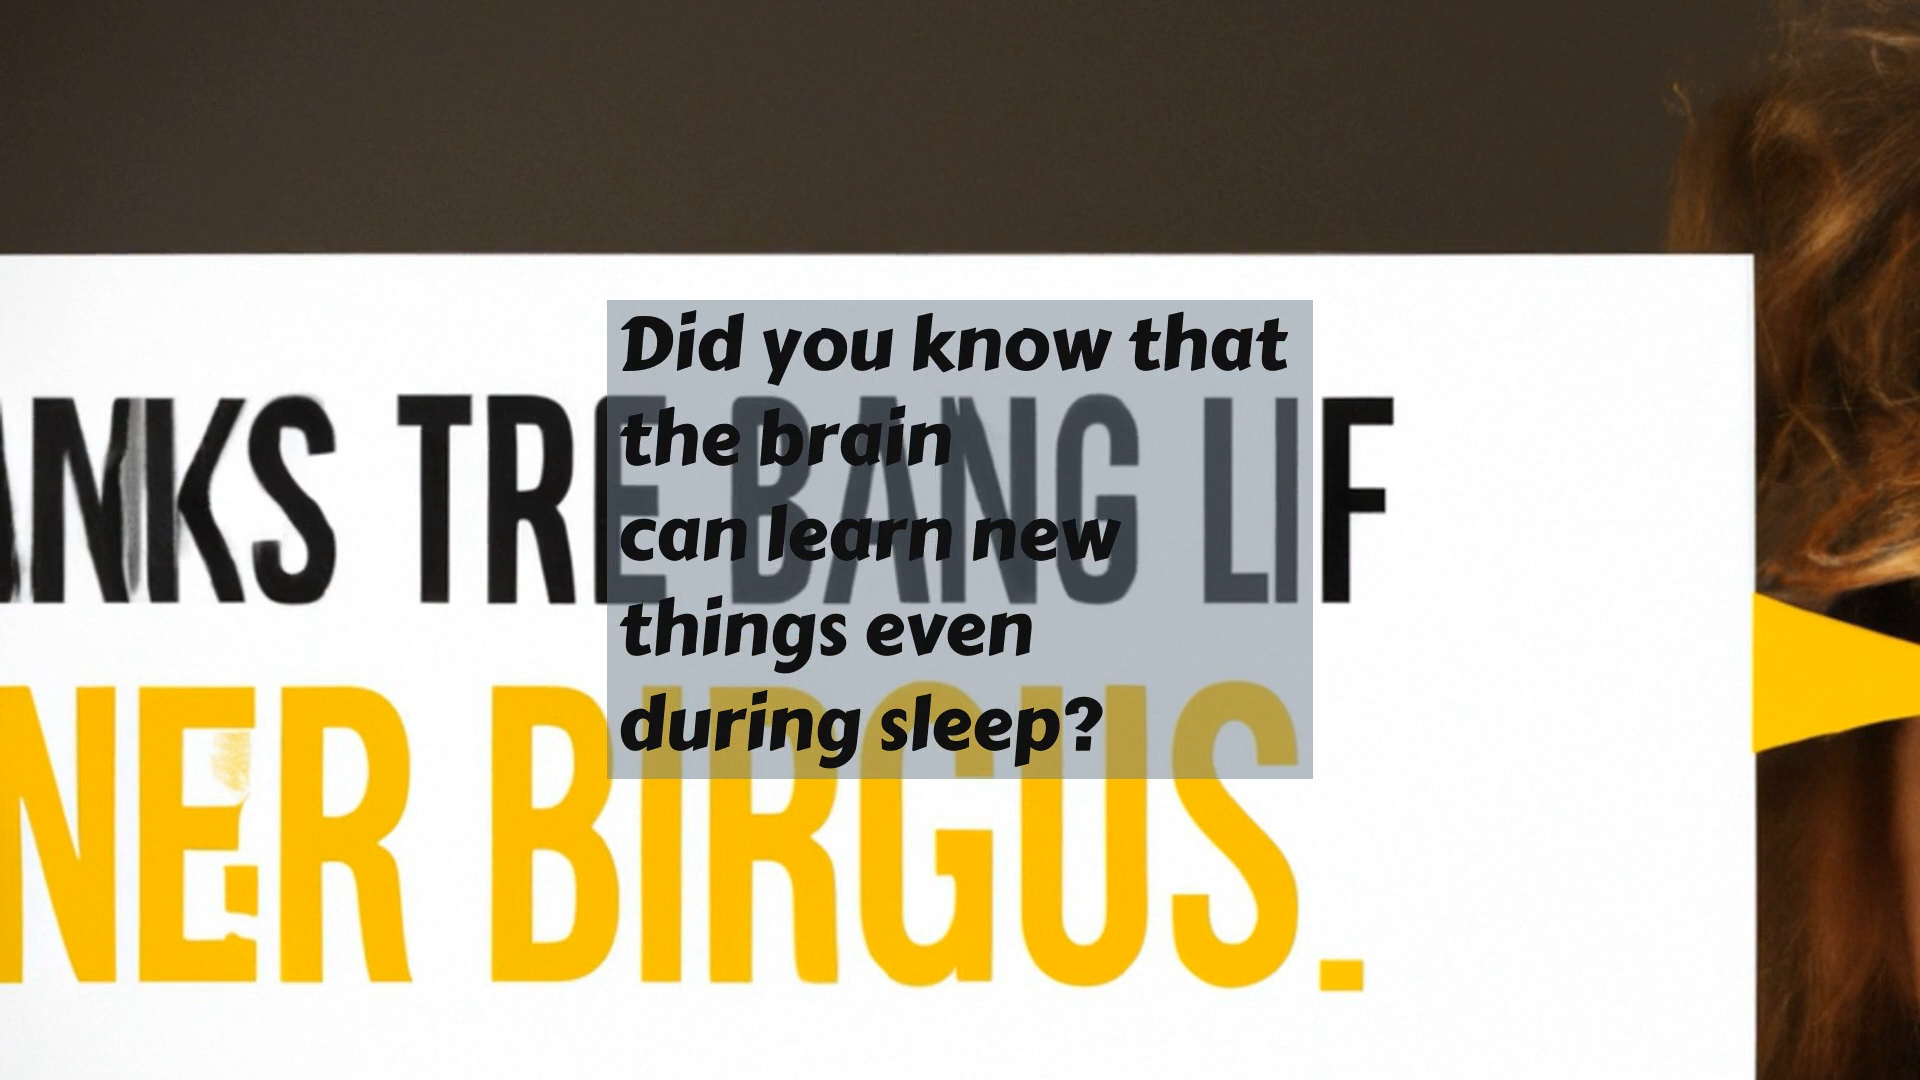 Did you know that
the brain
can learn new
things even
during sleep?
ANKS TRE BANG LIF
NER BIRGUS.